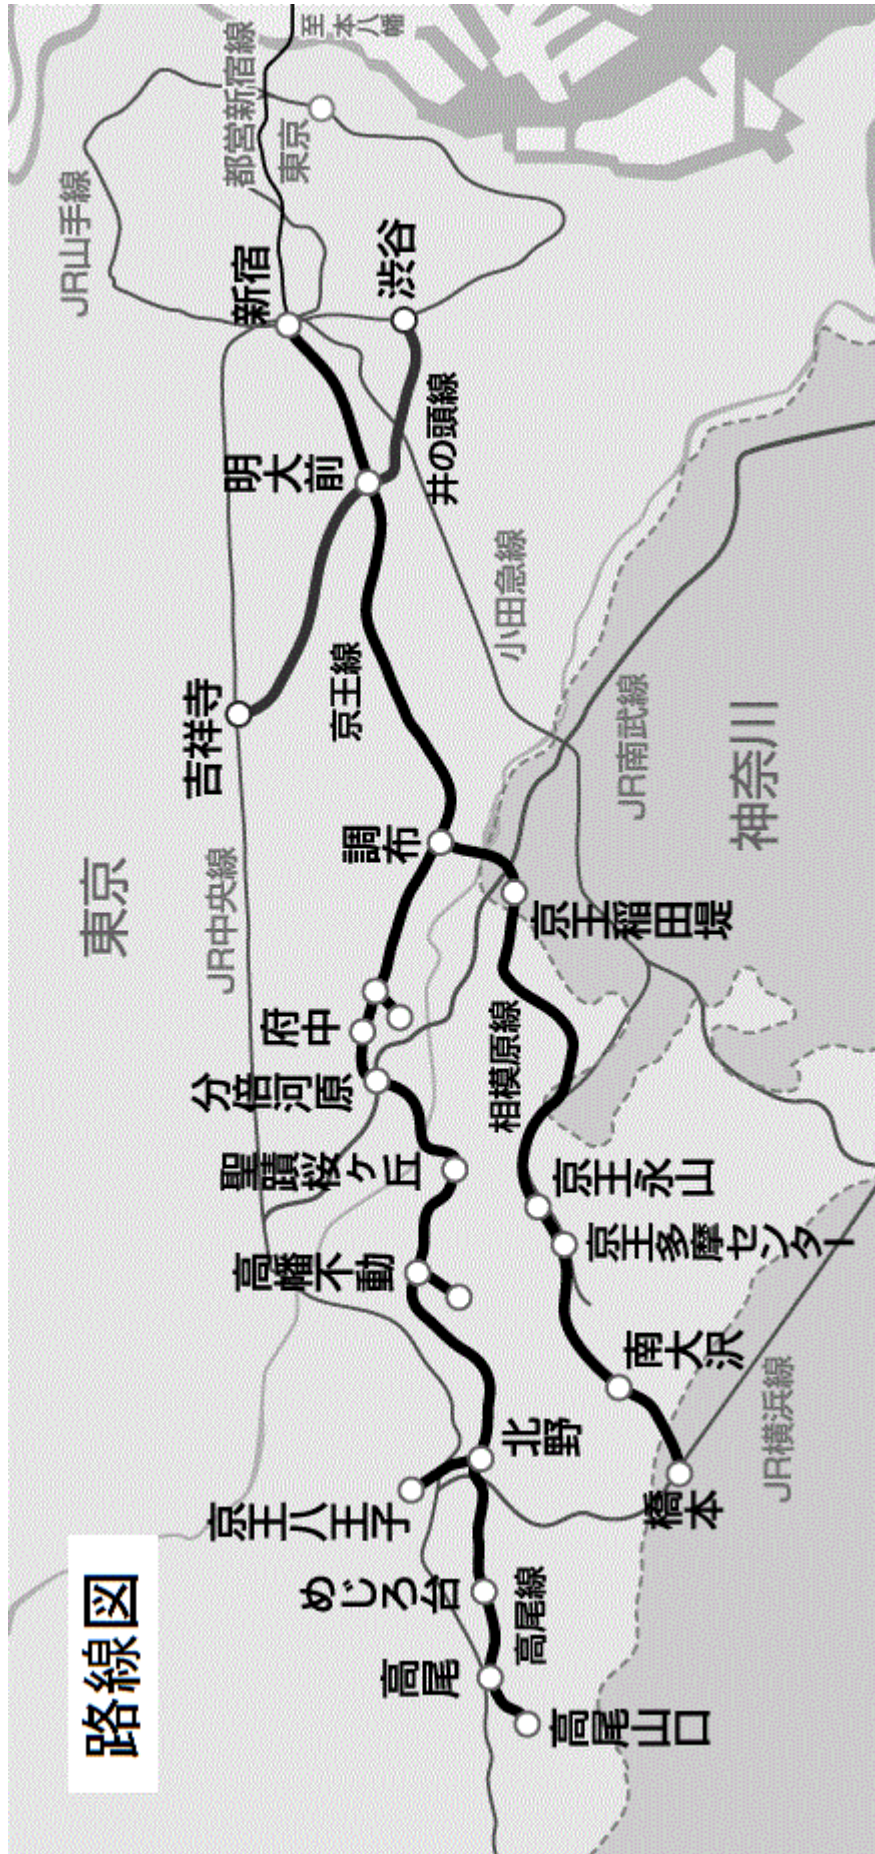 路線図
東京
神奈川
至本八幡
都営新宿線
東京
JR山手線
新宿
渋谷
明大前
井の頭線
小田急線
吉祥寺
京王線
JR南武線
調布
JR中央線
京王稲田堤
府中
分倍河原
相模原線
聖蹟桜ヶ丘
京王永山
京王多摩センター
高幡不動
南大沢
JR横浜線
北野
橋本
京王八王子
めじろ台
高尾線
高尾
高尾山口